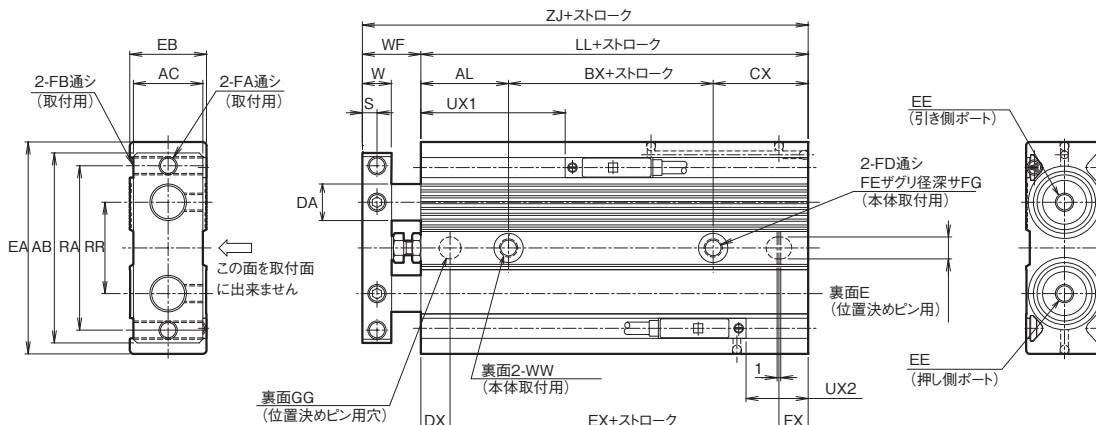 ZJ+ストローク
EB
WF
LL+ストローク
AC
W
AL
BX+ストローク
CX
2-FB通シ
(取付用)
2-FA通シ
(取付用)
S
UX1
EE
(引き側ポート)
2-FD通シ
FEザグリ径深サFG
(本体取付用)
DA
EA
AB
RA
RR
この面を取付面
に出来ません
裏面E
(位置決めピン用)
裏面2-WW
(本体取付用)
1
UX2
EE
(押し側ポート)
裏面GG
(位置決めピン用穴)
DX
EX+ストローク
FX